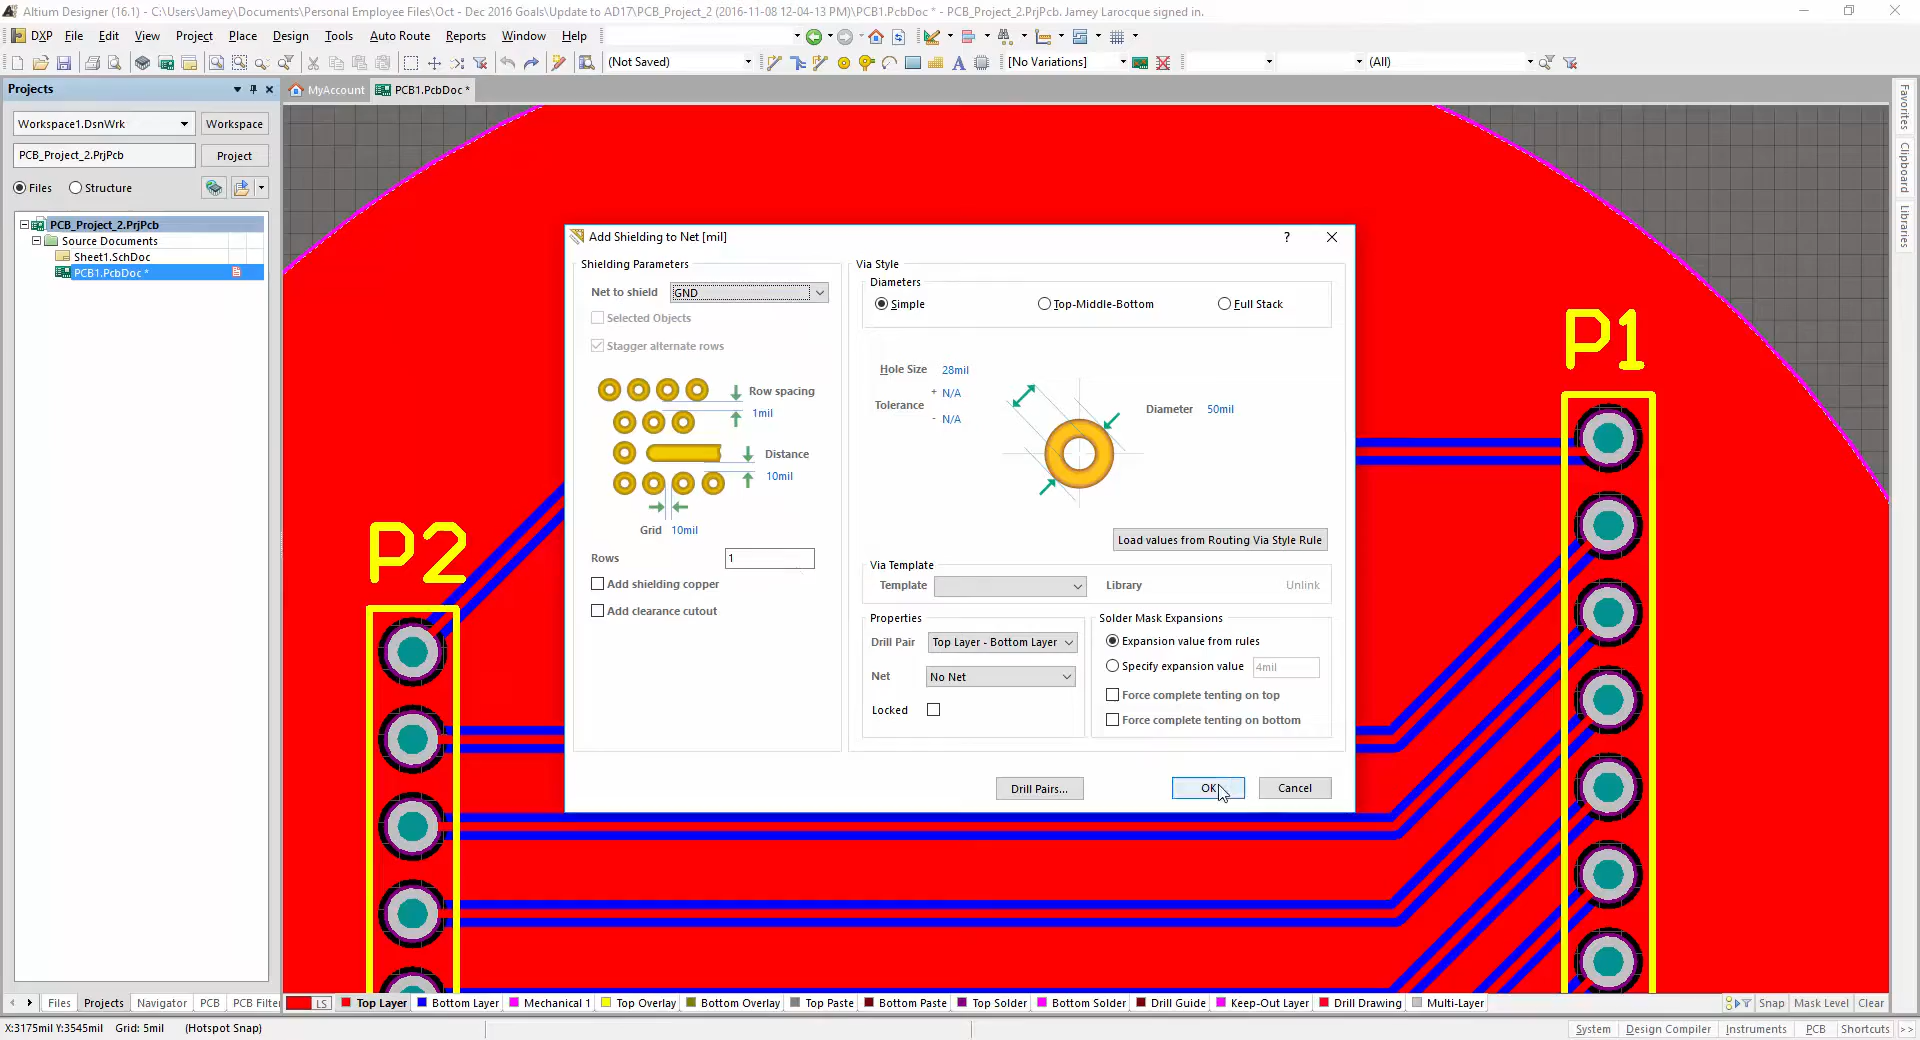 Altium Designer (16.1) - C:\Users\Jamey\Documents\Personal Employee Files\Oct - Dec 2016 Goals\Update to AD17\PCB_Project_2 (2016-11-08 12-04-13 PM)\PCB1.PcbDoc * - PCB_Project_2.PrjPcb. Jamey Larocque signed in.
DXP File Edit View Project Place Design Tools Auto Route Reports Window Help
(Not Saved) [No Variations] (All)
Projects
MyAccount PCB1.PcbDoc *
Workspace1.DsnWrk Workspace
PCB_Project_2.PrjPcb Project
Files Structure
PCB_Project_2.PrjPcb
Source Documents
Sheet1.SchDoc
PCB1.PcbDoc *
Favorites
Clipboard
Libraries
P1
P2
Add Shielding to Net [mil] ?
Shielding Parameters
Net to shield GND
Selected Objects
Stagger alternate rows
Row spacing
1mil
Distance
10mil
Grid 10mil
Rows 1
Add shielding copper
Add clearance cutout
Via Style
Diameters
Simple Top-Middle-Bottom Full Stack
Hole Size 28mil
Tolerance
+ N/A
- N/A
Diameter 50mil
Load values from Routing Via Style Rule
Via Template
Template Library Unlink
Properties
Drill Pair Top Layer - Bottom Layer
Net No Net
Locked
Solder Mask Expansions
Expansion value from rules
Specify expansion value 4mil
Force complete tenting on top
Force complete tenting on bottom
Drill Pairs... OK Cancel
Files Projects Navigator PCB PCB Filter
LS Top Layer Bottom Layer Mechanical 1 Top Overlay Bottom Overlay Top Paste Bottom Paste Top Solder Bottom Solder Drill Guide Keep-Out Layer Drill Drawing Multi-Layer
Snap Mask Level Clear
X:3175mil Y:3545mil Grid: 5mil (Hotspot Snap)
System Design Compiler Instruments PCB Shortcuts >>